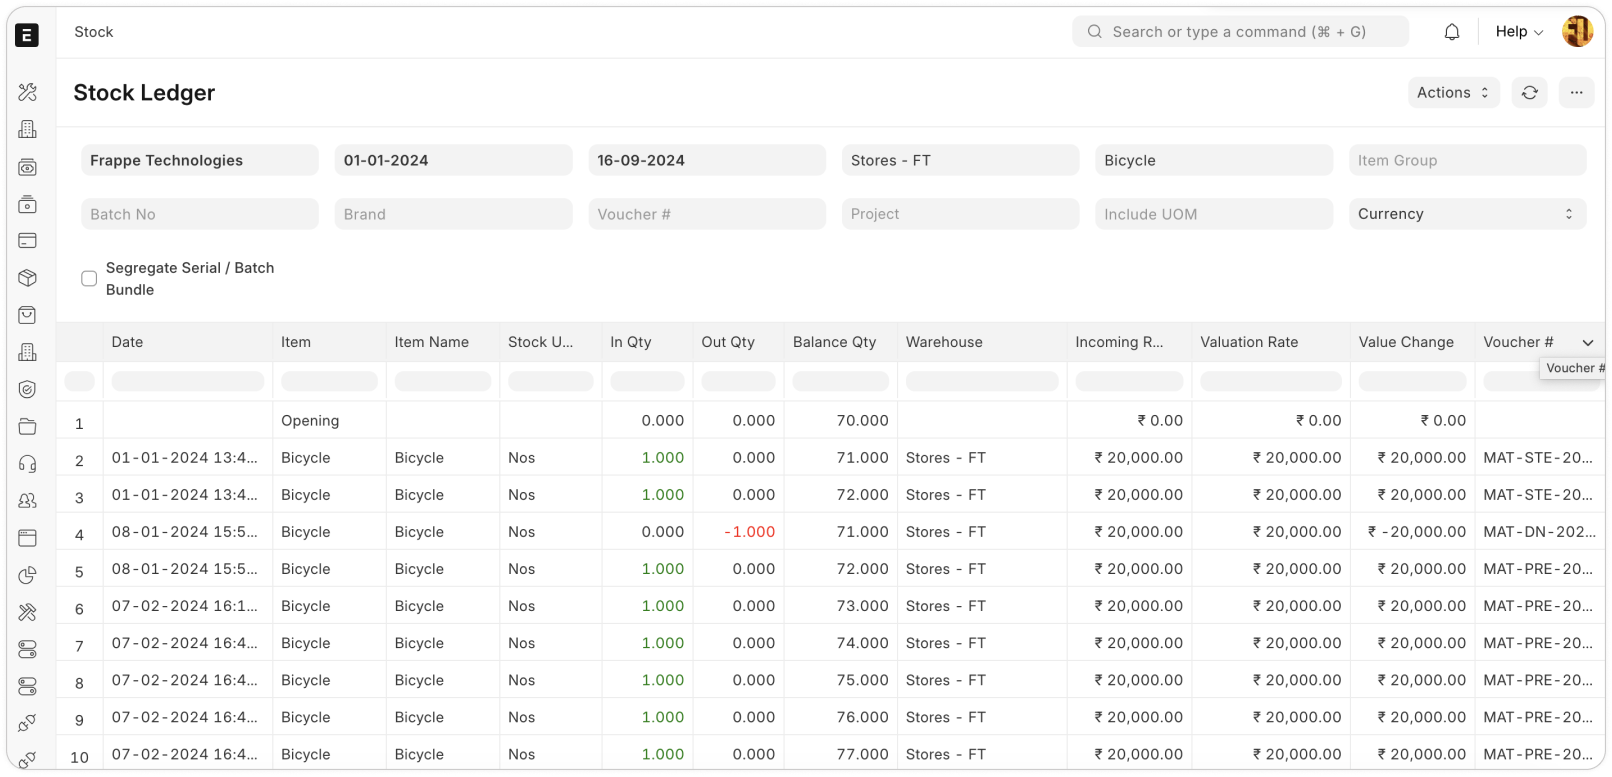 E
Stock
Search or type a command (⌘ + G)
Help
Stock Ledger
Actions
...
Frappe Technologies 01-01-2024 16-09-2024 Stores - FT Bicycle Item Group
Batch No Brand Voucher # Project Include UOM Currency
Segregate Serial / Batch
Bundle
Date Item Item Name Stock U... In Qty Out Qty Balance Qty Warehouse Incoming R... Valuation Rate Value Change Voucher #
Voucher #
1 Opening 0.000 0.000 70.000 ₹ 0.00 ₹ 0.00 ₹ 0.00
2 01-01-2024 13:4... Bicycle Bicycle Nos 1.000 0.000 71.000 Stores - FT ₹ 20,000.00 ₹ 20,000.00 ₹ 20,000.00 MAT-STE-20...
3 01-01-2024 13:4... Bicycle Bicycle Nos 1.000 0.000 72.000 Stores - FT ₹ 20,000.00 ₹ 20,000.00 ₹ 20,000.00 MAT-STE-20...
4 08-01-2024 15:5... Bicycle Bicycle Nos 0.000 -1.000 71.000 Stores - FT ₹ 20,000.00 ₹ 20,000.00 ₹ -20,000.00 MAT-DN-202...
5 08-01-2024 15:5... Bicycle Bicycle Nos 1.000 0.000 72.000 Stores - FT ₹ 20,000.00 ₹ 20,000.00 ₹ 20,000.00 MAT-PRE-20...
6 07-02-2024 16:1... Bicycle Bicycle Nos 1.000 0.000 73.000 Stores - FT ₹ 20,000.00 ₹ 20,000.00 ₹ 20,000.00 MAT-PRE-20...
7 07-02-2024 16:4... Bicycle Bicycle Nos 1.000 0.000 74.000 Stores - FT ₹ 20,000.00 ₹ 20,000.00 ₹ 20,000.00 MAT-PRE-20...
8 07-02-2024 16:4... Bicycle Bicycle Nos 1.000 0.000 75.000 Stores - FT ₹ 20,000.00 ₹ 20,000.00 ₹ 20,000.00 MAT-PRE-20...
9 07-02-2024 16:4... Bicycle Bicycle Nos 1.000 0.000 76.000 Stores - FT ₹ 20,000.00 ₹ 20,000.00 ₹ 20,000.00 MAT-PRE-20...
10 07-02-2024 16:4... Bicycle Bicycle Nos 1.000 0.000 77.000 Stores - FT ₹ 20,000.00 ₹ 20,000.00 ₹ 20,000.00 MAT-PRE-20...